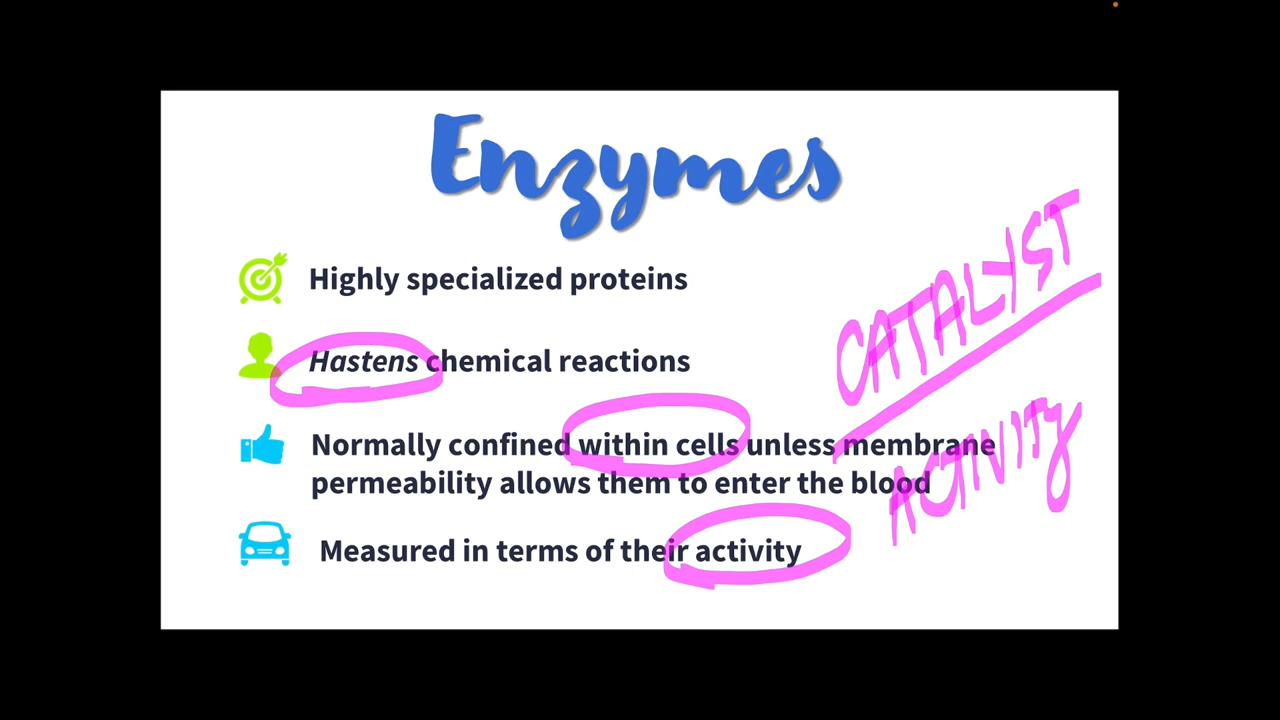 Enzymes
Highly specialized proteins
Hastens chemical reactions
Normally confined within cells unless membrane
permeability allows them to enter the blood
Measured in terms of their activity
CATALYST
ACTIVITY